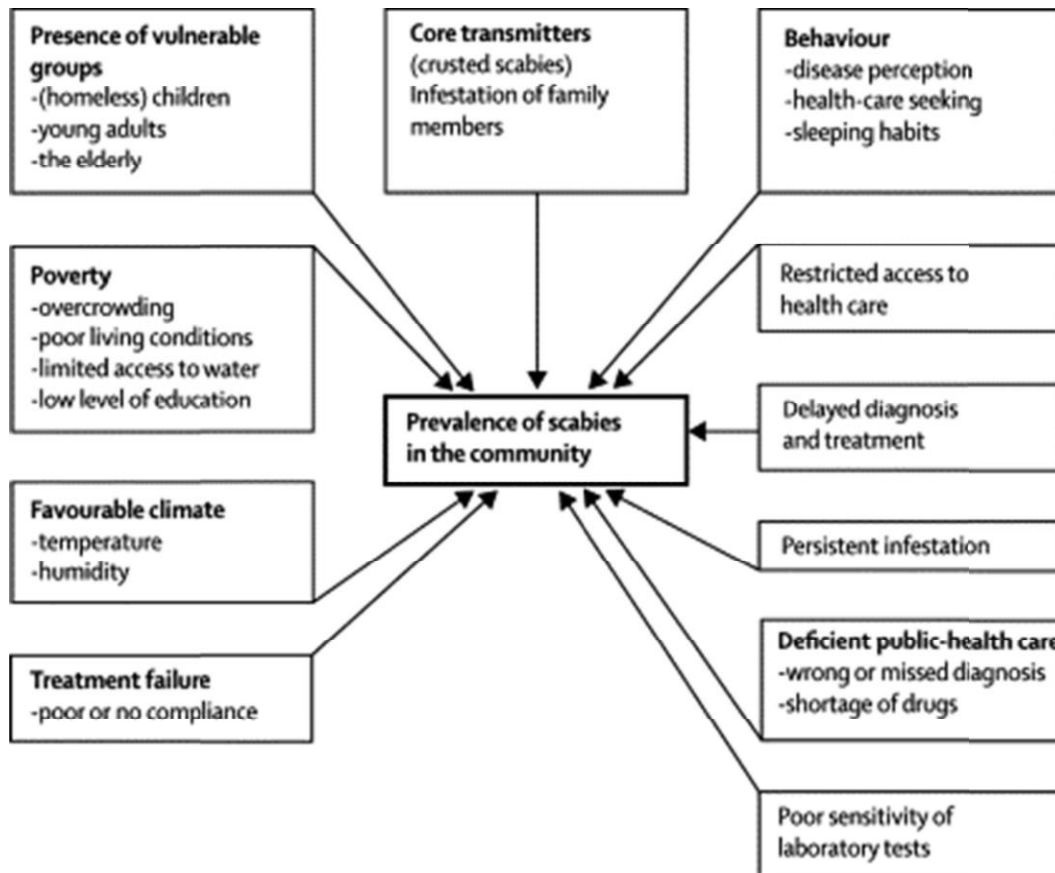 Presence of vulnerable
groups
-(homeless) children
-young adults
-the elderly
Core transmitters
(crusted scabies)
Infestation of family
members
Behaviour
-disease perception
-health-care seeking
-sleeping habits
Poverty
-overcrowding
-poor living conditions
-limited access to water
-low level of education
Restricted access to
health care
Prevalence of scabies
in the community
Delayed diagnosis
and treatment
Favourable climate
-temperature
-humidity
Persistent infestation
Treatment failure
-poor or no compliance
Deficient public-health care
-wrong or missed diagnosis
-shortage of drugs
Poor sensitivity of
laboratory tests